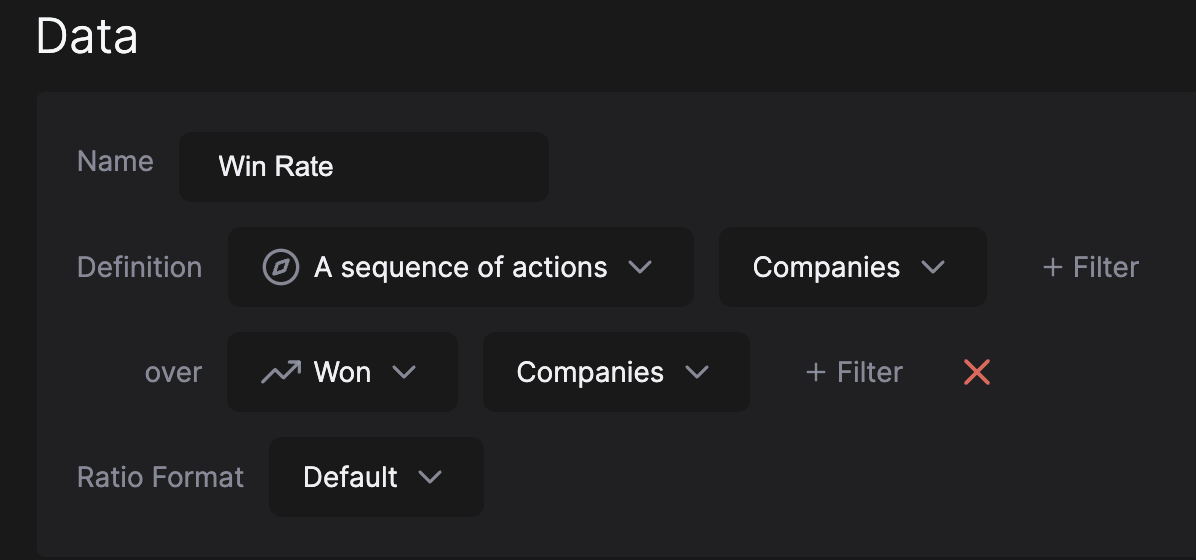 Data
Name Win Rate
Definition A sequence of actions Companies + Filter
over Won Companies + Filter
Ratio Format Default